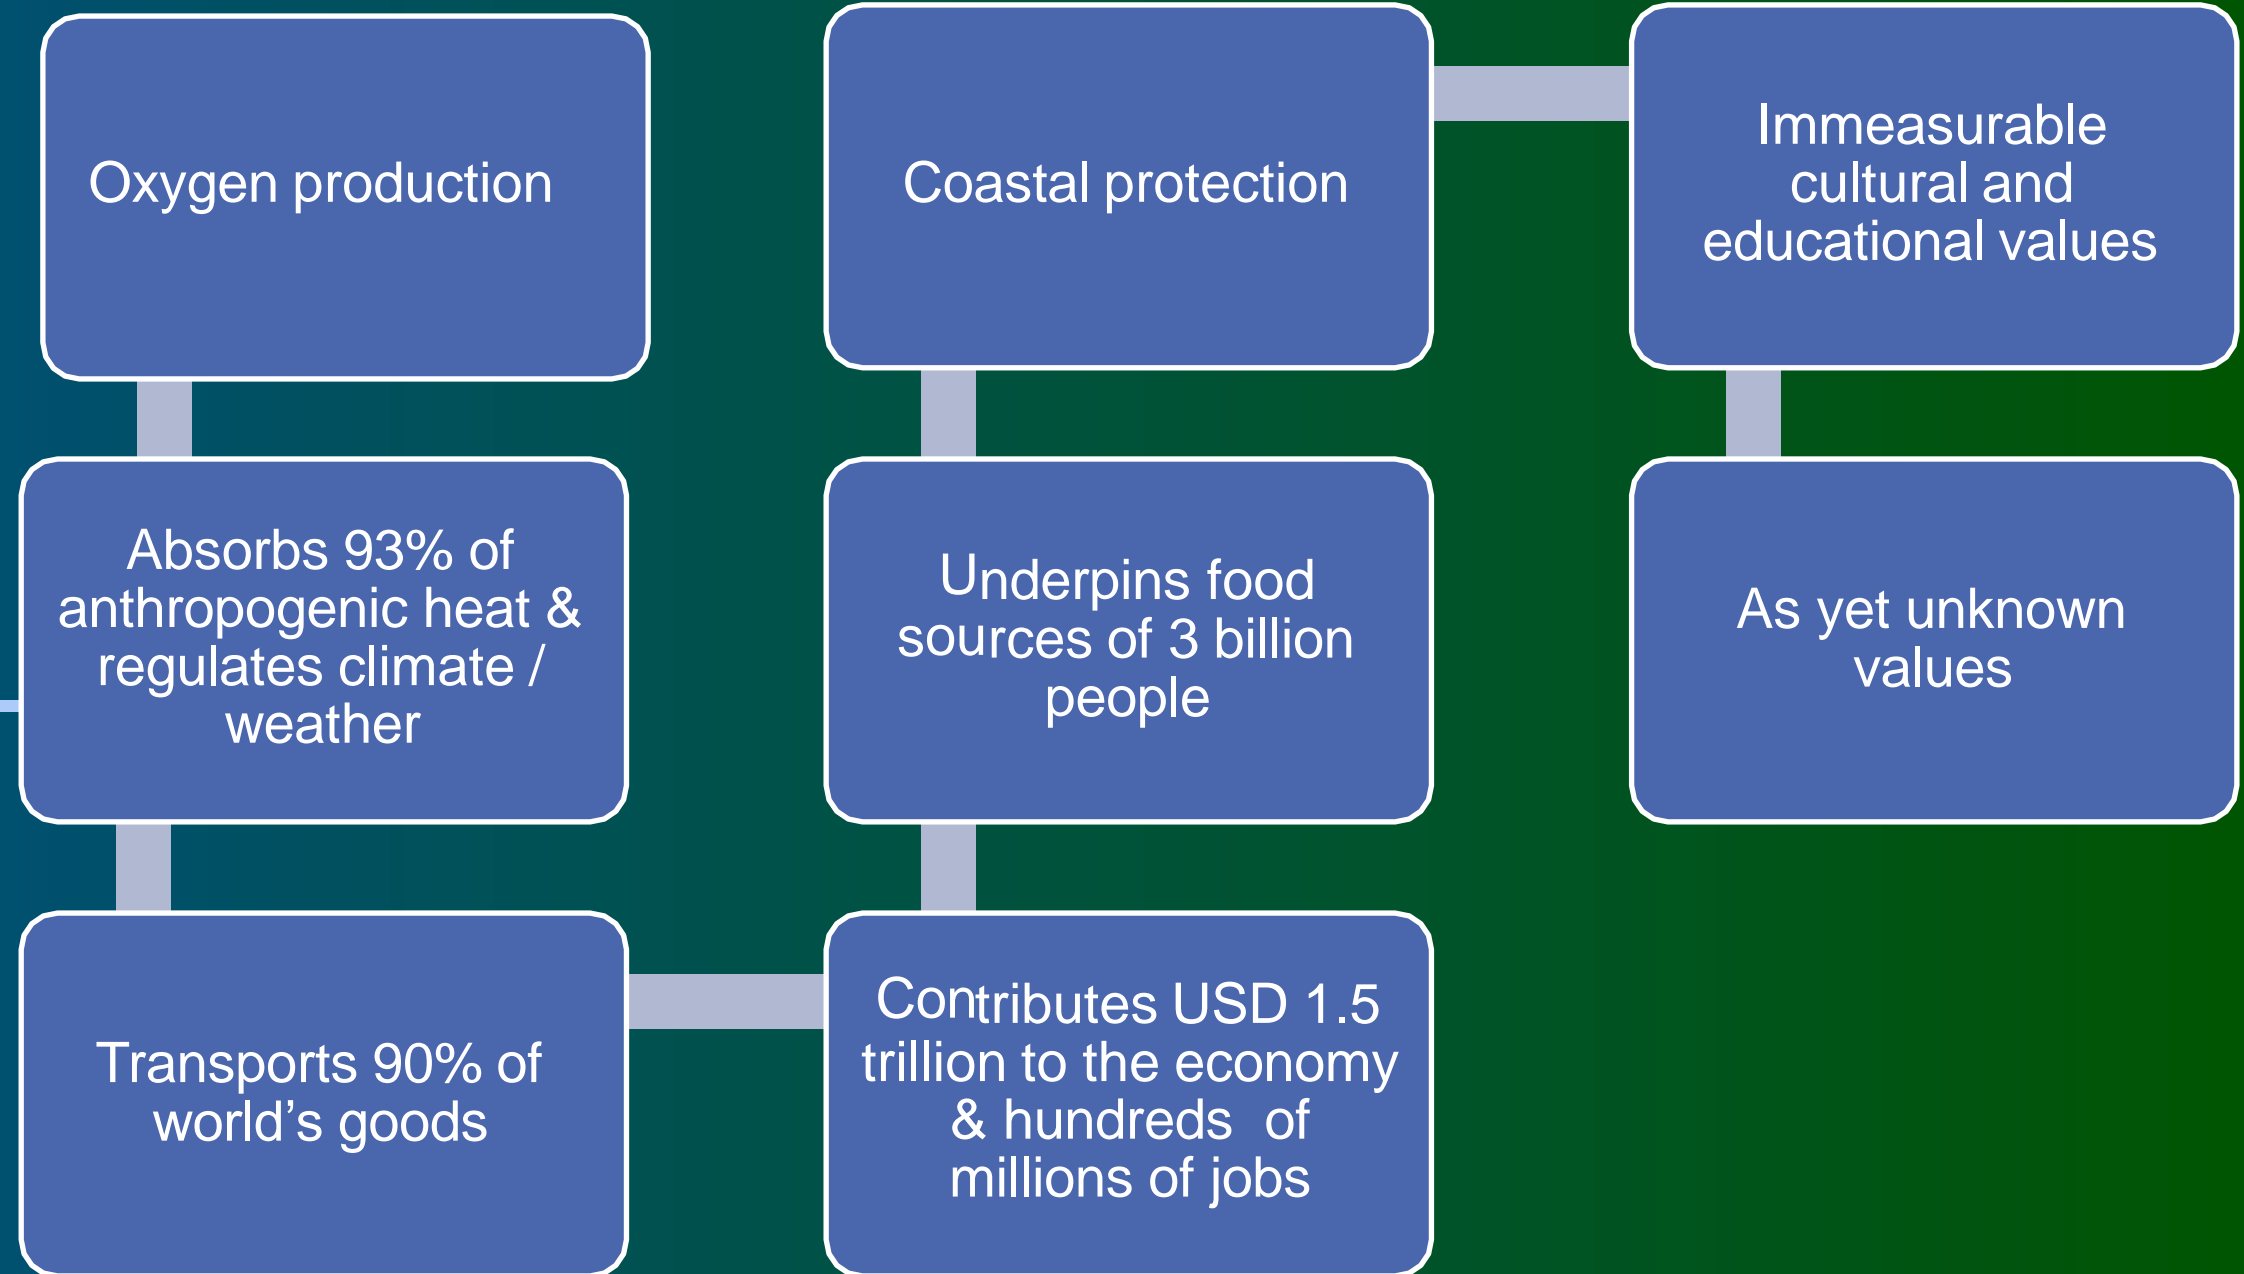 Oxygen production
Absorbs 93% of
anthropogenic heat &
regulates climate /
weather
Transports 90% of
world’s goods
Contributes USD 1.5
trillion to the economy
& hundreds of
millions of jobs
Underpins food
sources of 3 billion
people
Coastal protection
Immeasurable
cultural and
educational values
As yet unknown
values